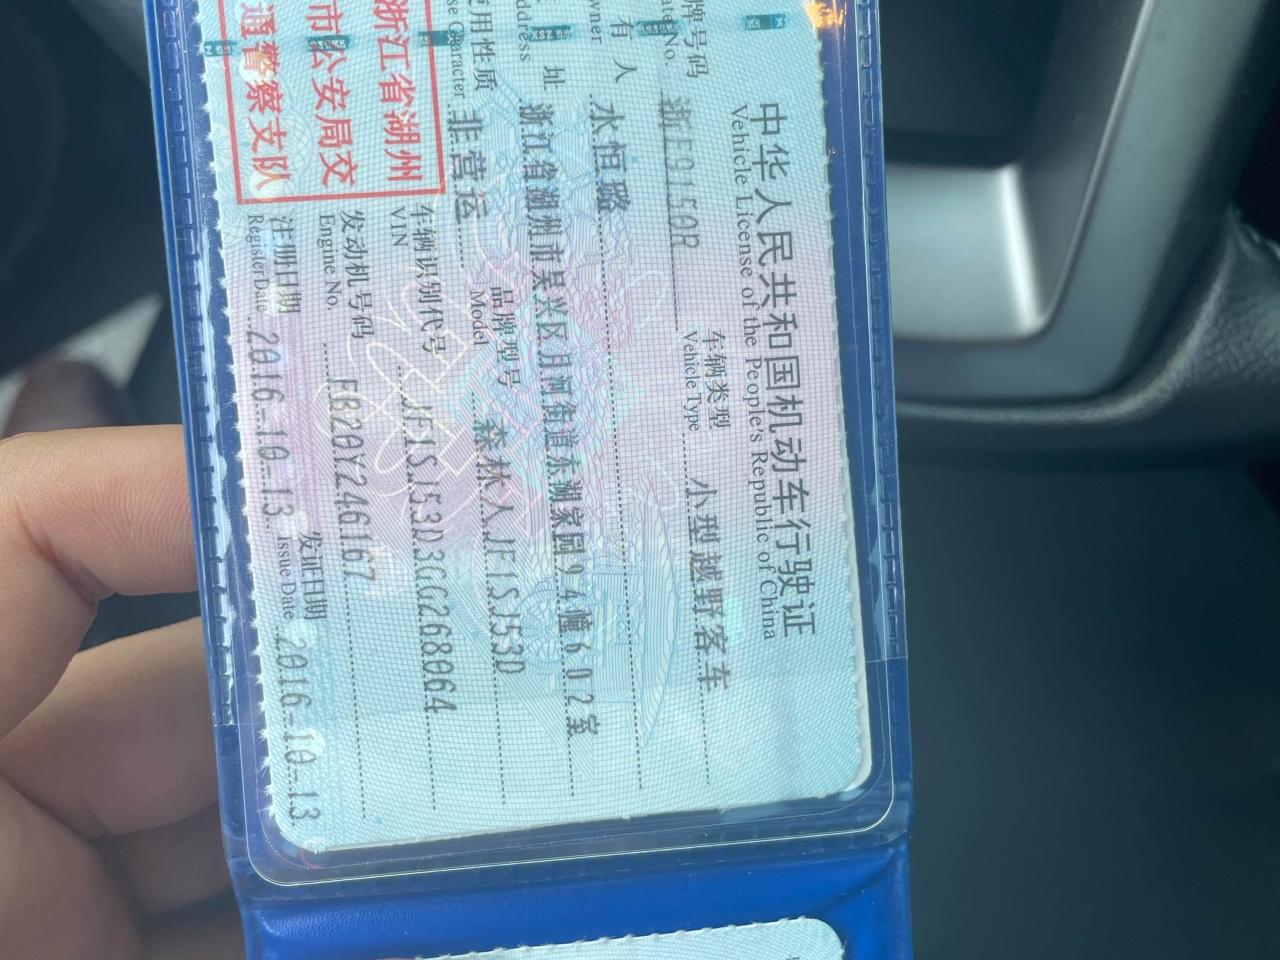 中华人民共和国机动车行驶证
Vehicle License of the People's Republic of China
牌号码 浙E9150R 车辆类型 小型越野客车
ate No. Vehicle Type
有人 水恒璐
wner
址 浙江省湖州市吴兴区月河街道东湖家园94幢602室
ddress
使用性质 非营运 品牌型号 森林人JF1SJ53D
se Character Model
浙江省湖州
市公安局交
通警察支队
车辆识别代号 JF1SJ53D3GG268064
VIN
发动机号码 FB20Y246167
Engine No.
注册日期 2016-10-13 发证日期 2016-10-13
Register Date Issue Date